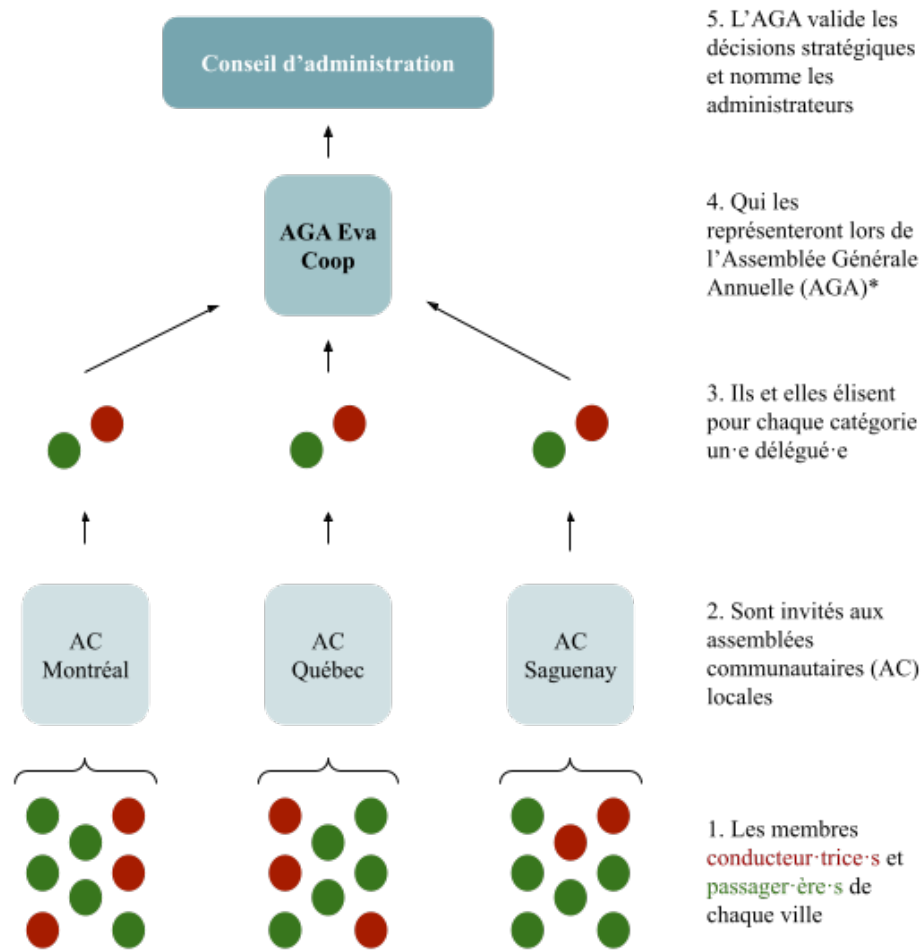 Conseil d'administration
5. L'AGA valide les
décisions stratégiques
et nomme les
administrateurs
AGA Eva
Coop
4. Qui les
représenteront lors de
l'Assemblée Générale
Annuelle (AGA)*
3. Ils et elles élisent
pour chaque catégorie
un·e délégué·e
AC
Montréal
AC
Québec
AC
Saguenay
2. Sont invités aux
assemblées
communautaires (AC)
locales
1. Les membres
conducteur·trice·s et
passager·ère·s de
chaque ville